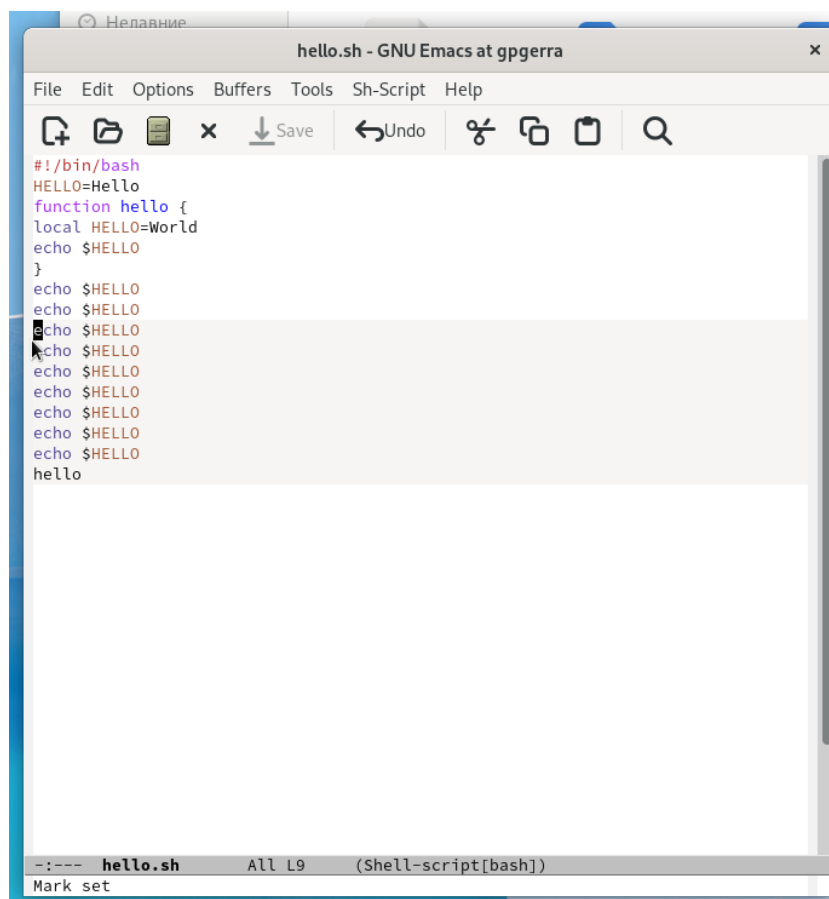 Недавние
hello.sh - GNU Emacs at gpgerra ×
File Edit Options Buffers Tools Sh-Script Help
Save Undo
#!/bin/bash
HELLO=Hello
function hello {
local HELLO=World
echo $HELLO
}
echo $HELLO
echo $HELLO
echo $HELLO
echo $HELLO
echo $HELLO
echo $HELLO
echo $HELLO
echo $HELLO
echo $HELLO
hello
-:--- hello.sh All L9 (Shell-script[bash])
Mark set